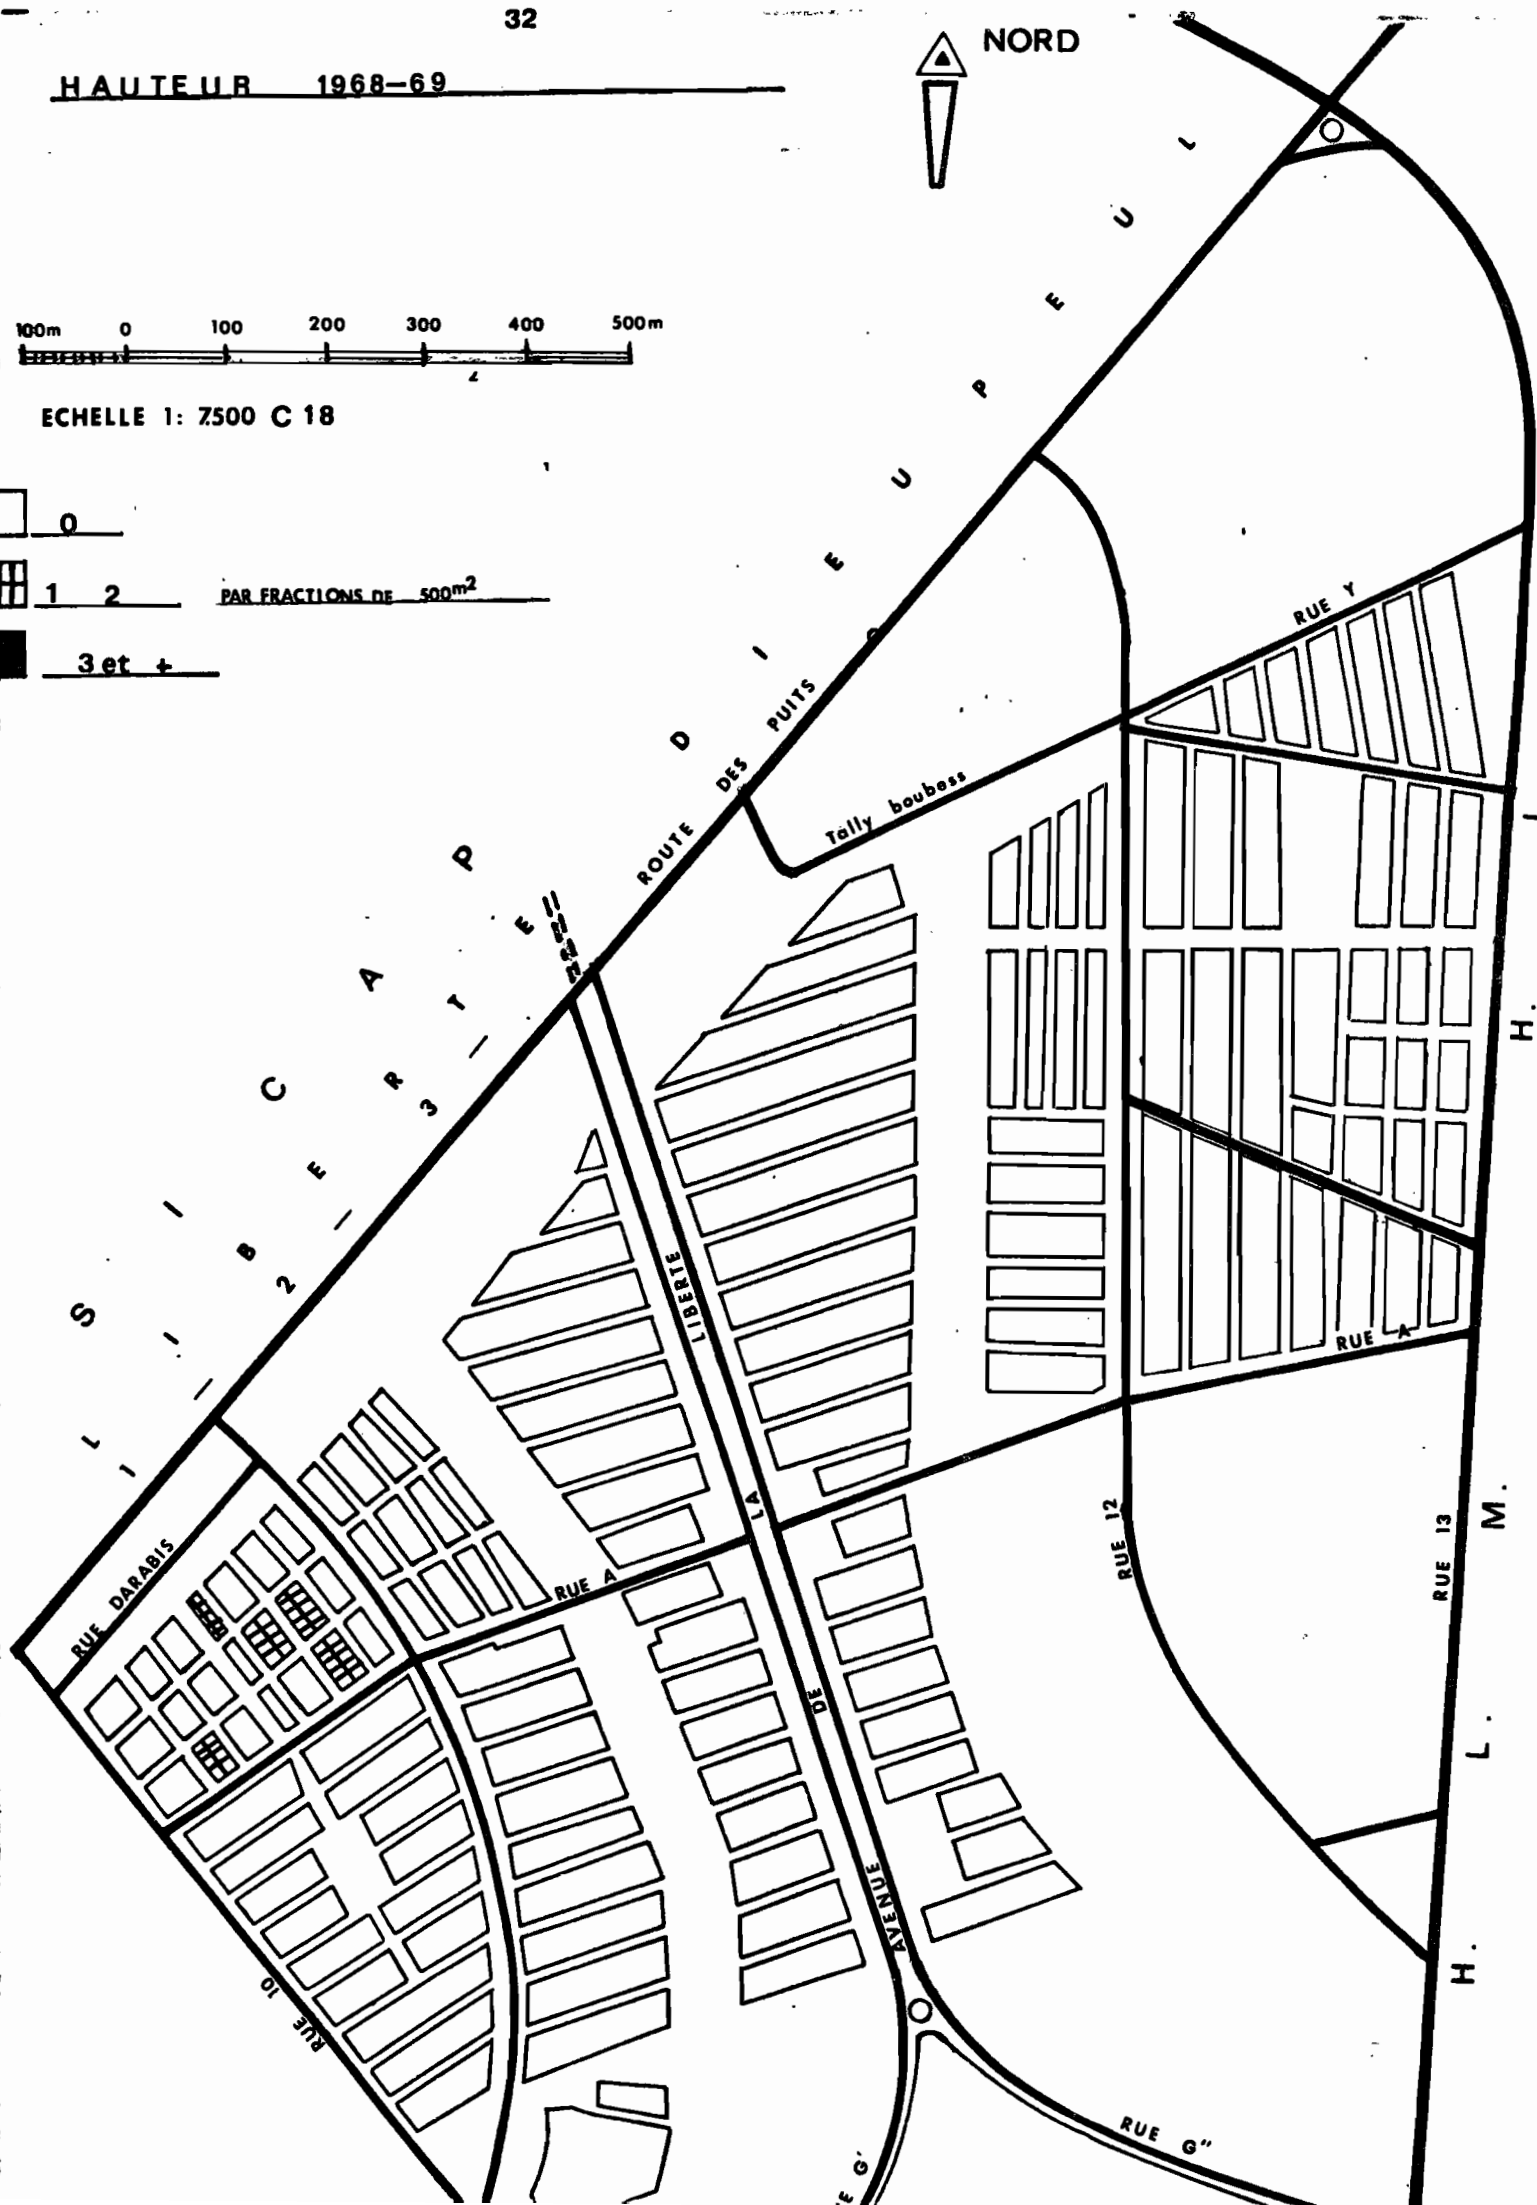 32
HAUTEUR 1968–69
NORD
100m 0 100 200 300 400 500m
ECHELLE 1: 7500 C 18
0
1 2 PAR FRACTIONS DE 500m²
3 et +
SICAP
DIEUPPEUL
LIBERTE
1 – 2 – 3 –
ROUTE DES PUITS
Tally boubess
RUE Y
RUE A
RUE A
RUE DARABIS
AVENUE DE LA LIBERTE
RUE 12
RUE 13
RUE 10
RUE G"
G'
H. L. M.
H.